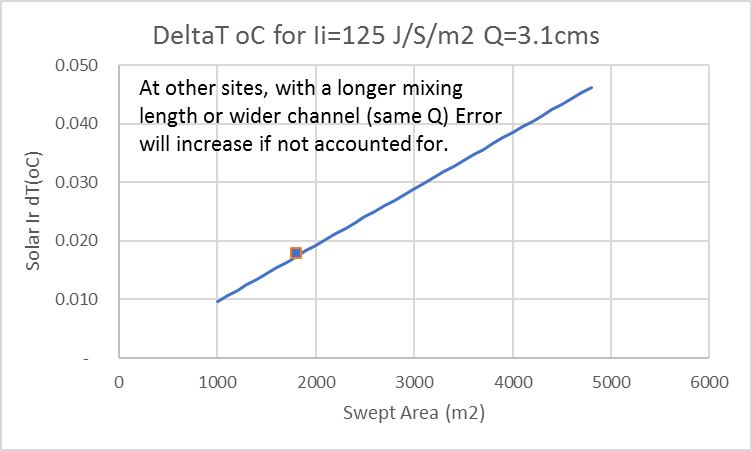 DeltaT oC for Ii=125 J/S/m2 Q=3.1cms
0.050
At other sites, with a longer mixing
length or wider channel (same Q) Error
will increase if not accounted for.
0.040
0.030
0.020
0.010
-
Solar Ir dT(oC)
0 1000 2000 3000 4000 5000 6000
Swept Area (m2)